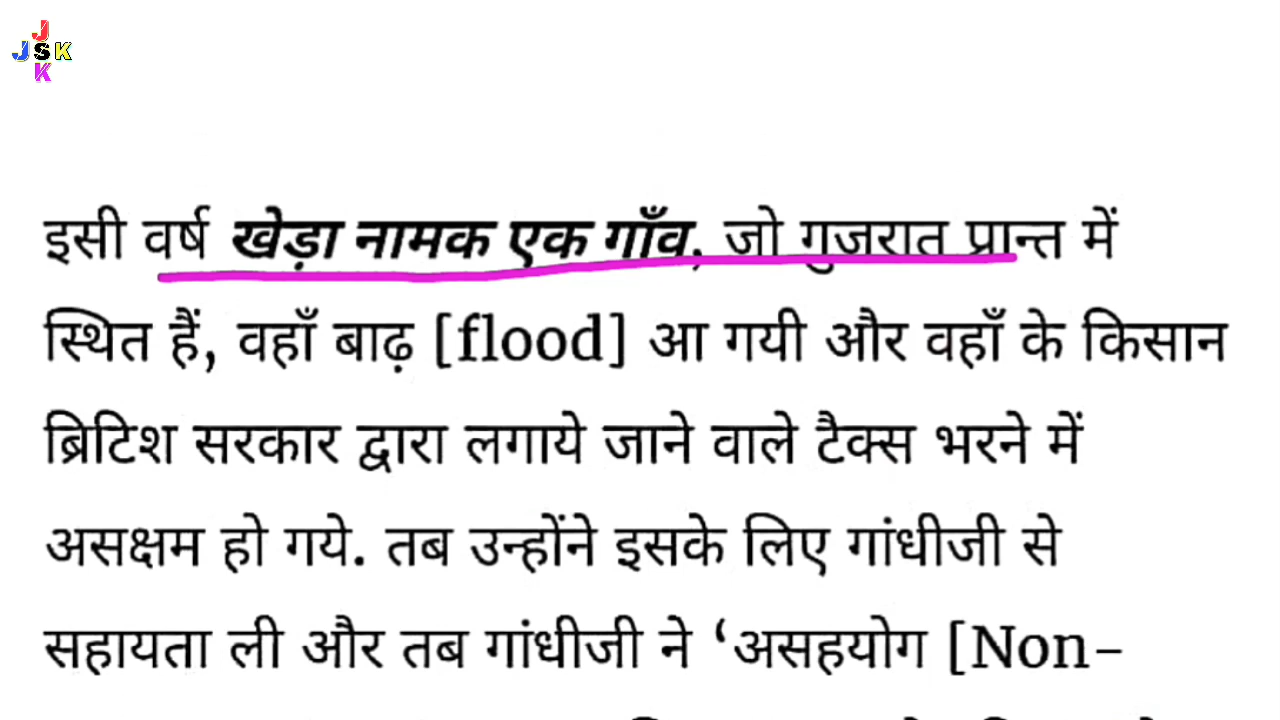 J
JSK
K
इसी वर्ष खेड़ा नामक एक गाँव, जो गुजरात प्रान्त में
स्थित हैं, वहाँ बाढ़ [flood] आ गयी और वहाँ के किसान
ब्रिटिश सरकार द्वारा लगाये जाने वाले टैक्स भरने में
असक्षम हो गये. तब उन्होंने इसके लिए गांधीजी से
सहायता ली और तब गांधीजी ने ‘असहयोग [Non-